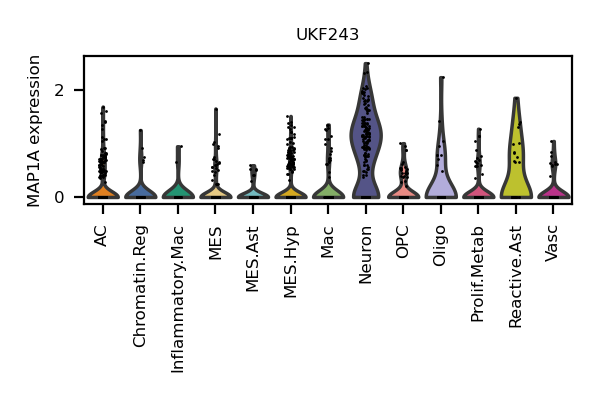 UKF243
MAP1A expression
2
0
AC
Chromatin.Reg
Inflammatory.Mac
MES
MES.Ast
MES.Hyp
Mac
Neuron
OPC
Oligo
Prolif.Metab
Reactive.Ast
Vasc